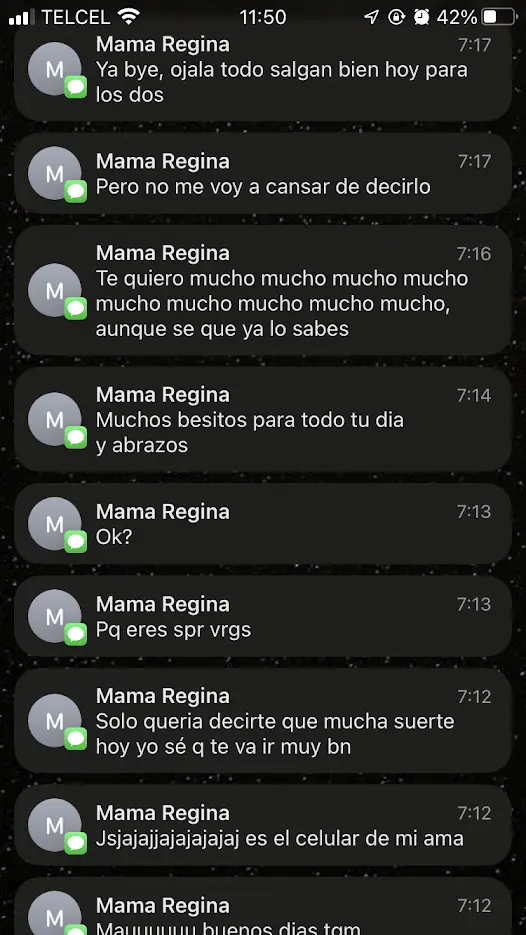 TELCEL 11:50 42%
Mama Regina 7:17
Ya bye, ojala todo salgan bien hoy para
los dos
Mama Regina 7:17
Pero no me voy a cansar de decirlo
Mama Regina 7:16
Te quiero mucho mucho mucho mucho
mucho mucho mucho mucho mucho,
aunque se que ya lo sabes
Mama Regina 7:14
Muchos besitos para todo tu dia
y abrazos
Mama Regina 7:13
Ok?
Mama Regina 7:13
Pq eres spr vrgs
Mama Regina 7:12
Solo queria decirte que mucha suerte
hoy yo sé q te va ir muy bn
Mama Regina 7:12
Jsjajajjajajajajaj es el celular de mi ama
Mama Regina 7:12
Mauuuuuu buenos dias tqm